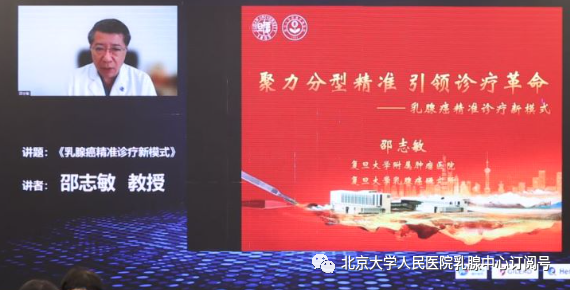 聚力分型精准 引领诊疗革命
——乳腺癌精准诊疗新模式
邵志敏
复旦大学附属肿瘤医院
讲题:《乳腺癌精准诊疗新模式》
讲者: 邵志敏 教授
北京大学人民医院乳腺中心订阅号